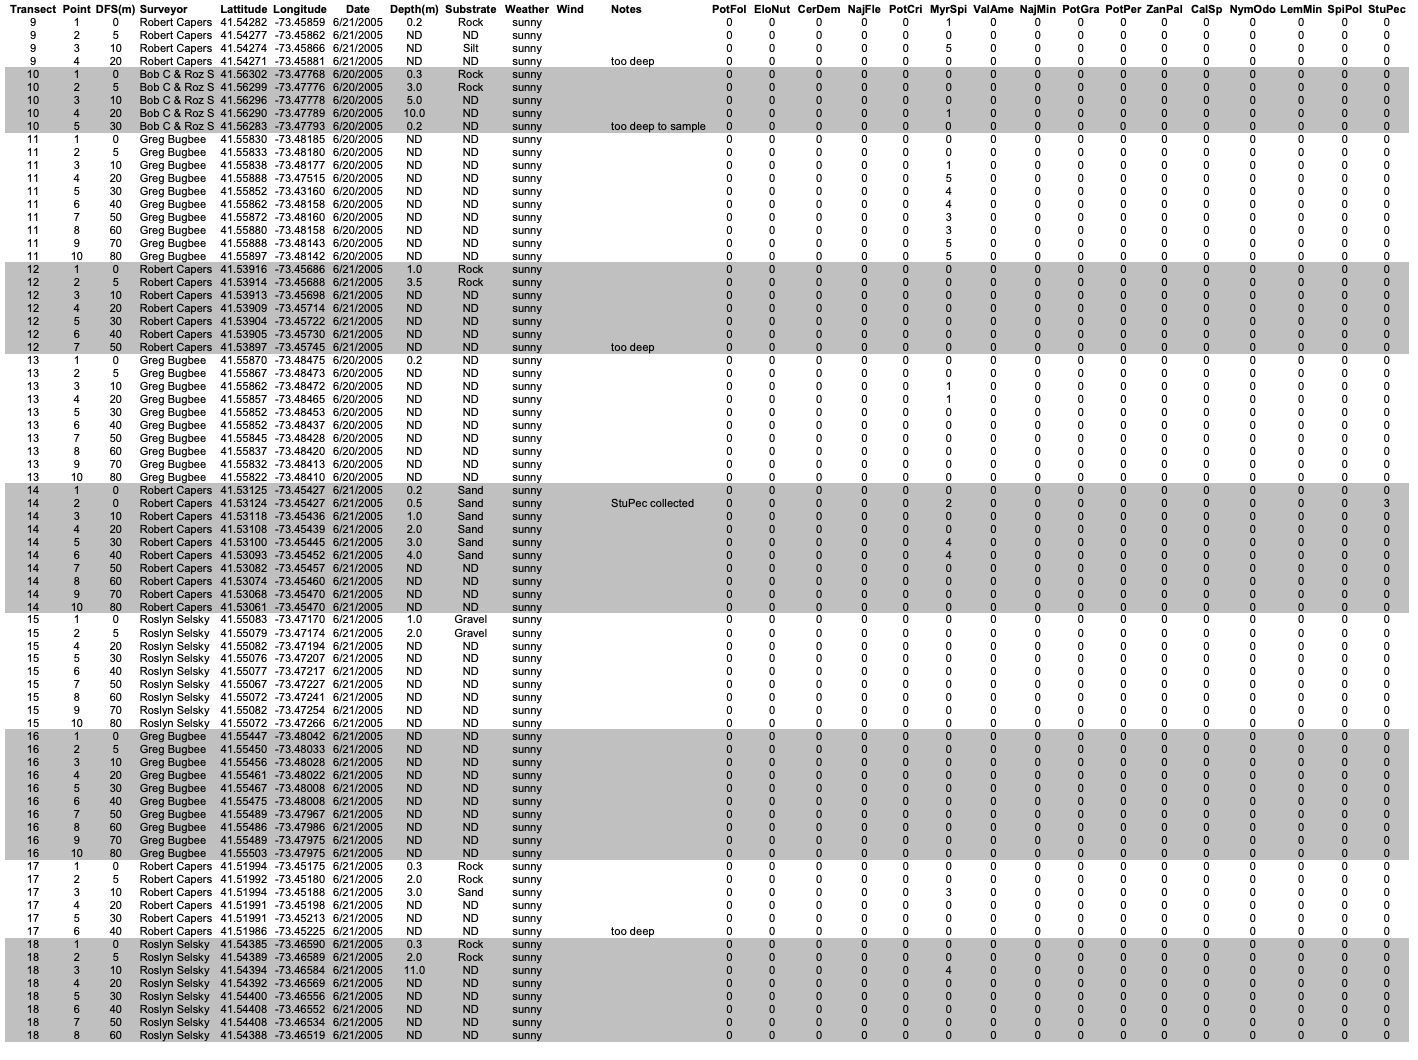 Transect Point DFS(m) Surveyor Lattitude Longitude Date Depth(m) Substrate Weather Wind Notes PotFol EloNut CerDem NajFle PotCri MyrSpi ValAme NajMin PotGra PotPer ZanPal CalSp NymOdo LemMin SpiPol StuPec
9 1 0 Robert Capers 41.54282 -73.45859 6/21/2005 0.2 Rock sunny 0 0 0 0 0 1 0 0 0 0 0 0 0 0 0 0
9 2 5 Robert Capers 41.54277 -73.45862 6/21/2005 ND ND sunny 0 0 0 0 0 0 0 0 0 0 0 0 0 0 0 0
9 3 10 Robert Capers 41.54274 -73.45866 6/21/2005 ND Silt sunny 0 0 0 0 0 5 0 0 0 0 0 0 0 0 0 0
9 4 20 Robert Capers 41.54271 -73.45881 6/21/2005 ND ND sunny too deep 0 0 0 0 0 0 0 0 0 0 0 0 0 0 0 0
10 1 0 Bob C & Roz S 41.56302 -73.47768 6/20/2005 0.3 Rock sunny 0 0 0 0 0 0 0 0 0 0 0 0 0 0 0 0
10 2 5 Bob C & Roz S 41.56299 -73.47776 6/20/2005 3.0 Rock sunny 0 0 0 0 0 0 0 0 0 0 0 0 0 0 0 0
10 3 10 Bob C & Roz S 41.56296 -73.47778 6/20/2005 5.0 ND sunny 0 0 0 0 0 0 0 0 0 0 0 0 0 0 0 0
10 4 20 Bob C & Roz S 41.56290 -73.47789 6/20/2005 10.0 ND sunny 0 0 0 0 0 1 0 0 0 0 0 0 0 0 0 0
10 5 30 Bob C & Roz S 41.56283 -73.47793 6/20/2005 0.2 ND sunny too deep to sample 0 0 0 0 0 0 0 0 0 0 0 0 0 0 0 0
11 1 0 Greg Bugbee 41.55830 -73.48185 6/20/2005 ND ND sunny 0 0 0 0 0 0 0 0 0 0 0 0 0 0 0 0
11 2 5 Greg Bugbee 41.55833 -73.48180 6/20/2005 ND ND sunny 0 0 0 0 0 0 0 0 0 0 0 0 0 0 0 0
11 3 10 Greg Bugbee 41.55838 -73.48177 6/20/2005 ND ND sunny 0 0 0 0 0 1 0 0 0 0 0 0 0 0 0 0
11 4 20 Greg Bugbee 41.55888 -73.47515 6/20/2005 ND ND sunny 0 0 0 0 0 5 0 0 0 0 0 0 0 0 0 0
11 5 30 Greg Bugbee 41.55852 -73.43160 6/20/2005 ND ND sunny 0 0 0 0 0 4 0 0 0 0 0 0 0 0 0 0
11 6 40 Greg Bugbee 41.55862 -73.48158 6/20/2005 ND ND sunny 0 0 0 0 0 4 0 0 0 0 0 0 0 0 0 0
11 7 50 Greg Bugbee 41.55872 -73.48160 6/20/2005 ND ND sunny 0 0 0 0 0 3 0 0 0 0 0 0 0 0 0 0
11 8 60 Greg Bugbee 41.55880 -73.48158 6/20/2005 ND ND sunny 0 0 0 0 0 3 0 0 0 0 0 0 0 0 0 0
11 9 70 Greg Bugbee 41.55888 -73.48143 6/20/2005 ND ND sunny 0 0 0 0 0 5 0 0 0 0 0 0 0 0 0 0
11 10 80 Greg Bugbee 41.55897 -73.48142 6/20/2005 ND ND sunny 0 0 0 0 0 5 0 0 0 0 0 0 0 0 0 0
12 1 0 Robert Capers 41.53916 -73.45686 6/21/2005 1.0 Rock sunny 0 0 0 0 0 0 0 0 0 0 0 0 0 0 0 0
12 2 5 Robert Capers 41.53914 -73.45688 6/21/2005 3.5 Rock sunny 0 0 0 0 0 0 0 0 0 0 0 0 0 0 0 0
12 3 10 Robert Capers 41.53913 -73.45698 6/21/2005 ND ND sunny 0 0 0 0 0 0 0 0 0 0 0 0 0 0 0 0
12 4 20 Robert Capers 41.53909 -73.45714 6/21/2005 ND ND sunny 0 0 0 0 0 0 0 0 0 0 0 0 0 0 0 0
12 5 30 Robert Capers 41.53904 -73.45722 6/21/2005 ND ND sunny 0 0 0 0 0 0 0 0 0 0 0 0 0 0 0 0
12 6 40 Robert Capers 41.53905 -73.45730 6/21/2005 ND ND sunny 0 0 0 0 0 0 0 0 0 0 0 0 0 0 0 0
12 7 50 Robert Capers 41.53897 -73.45745 6/21/2005 ND ND sunny too deep 0 0 0 0 0 0 0 0 0 0 0 0 0 0 0 0
13 1 0 Greg Bugbee 41.55870 -73.48475 6/20/2005 0.2 ND sunny 0 0 0 0 0 0 0 0 0 0 0 0 0 0 0 0
13 2 5 Greg Bugbee 41.55867 -73.48473 6/20/2005 ND ND sunny 0 0 0 0 0 0 0 0 0 0 0 0 0 0 0 0
13 3 10 Greg Bugbee 41.55862 -73.48472 6/20/2005 ND ND sunny 0 0 0 0 0 1 0 0 0 0 0 0 0 0 0 0
13 4 20 Greg Bugbee 41.55857 -73.48465 6/20/2005 ND ND sunny 0 0 0 0 0 1 0 0 0 0 0 0 0 0 0 0
13 5 30 Greg Bugbee 41.55852 -73.48453 6/20/2005 ND ND sunny 0 0 0 0 0 0 0 0 0 0 0 0 0 0 0 0
13 6 40 Greg Bugbee 41.55852 -73.48437 6/20/2005 ND ND sunny 0 0 0 0 0 0 0 0 0 0 0 0 0 0 0 0
13 7 50 Greg Bugbee 41.55845 -73.48428 6/20/2005 ND ND sunny 0 0 0 0 0 0 0 0 0 0 0 0 0 0 0 0
13 8 60 Greg Bugbee 41.55837 -73.48420 6/20/2005 ND ND sunny 0 0 0 0 0 0 0 0 0 0 0 0 0 0 0 0
13 9 70 Greg Bugbee 41.55832 -73.48413 6/20/2005 ND ND sunny 0 0 0 0 0 0 0 0 0 0 0 0 0 0 0 0
13 10 80 Greg Bugbee 41.55822 -73.48410 6/20/2005 ND ND sunny 0 0 0 0 0 0 0 0 0 0 0 0 0 0 0 0
14 1 0 Robert Capers 41.53125 -73.45427 6/21/2005 0.2 Sand sunny 0 0 0 0 0 0 0 0 0 0 0 0 0 0 0 0
14 2 0 Robert Capers 41.53124 -73.45427 6/21/2005 0.5 Sand sunny StuPec collected 0 0 0 0 0 2 0 0 0 0 0 0 0 0 0 3
14 3 10 Robert Capers 41.53118 -73.45436 6/21/2005 1.0 Sand sunny 0 0 0 0 0 0 0 0 0 0 0 0 0 0 0 0
14 4 20 Robert Capers 41.53108 -73.45439 6/21/2005 2.0 Sand sunny 0 0 0 0 0 0 0 0 0 0 0 0 0 0 0 0
14 5 30 Robert Capers 41.53100 -73.45445 6/21/2005 3.0 Sand sunny 0 0 0 0 0 4 0 0 0 0 0 0 0 0 0 0
14 6 40 Robert Capers 41.53093 -73.45452 6/21/2005 4.0 Sand sunny 0 0 0 0 0 4 0 0 0 0 0 0 0 0 0 0
14 7 50 Robert Capers 41.53082 -73.45457 6/21/2005 ND ND sunny 0 0 0 0 0 0 0 0 0 0 0 0 0 0 0 0
14 8 60 Robert Capers 41.53074 -73.45460 6/21/2005 ND ND sunny 0 0 0 0 0 0 0 0 0 0 0 0 0 0 0 0
14 9 70 Robert Capers 41.53068 -73.45470 6/21/2005 ND ND sunny 0 0 0 0 0 0 0 0 0 0 0 0 0 0 0 0
14 10 80 Robert Capers 41.53061 -73.45470 6/21/2005 ND ND sunny 0 0 0 0 0 0 0 0 0 0 0 0 0 0 0 0
15 1 0 Roslyn Selsky 41.55083 -73.47170 6/21/2005 1.0 Gravel sunny 0 0 0 0 0 0 0 0 0 0 0 0 0 0 0 0
15 2 5 Roslyn Selsky 41.55079 -73.47174 6/21/2005 2.0 Gravel sunny 0 0 0 0 0 0 0 0 0 0 0 0 0 0 0 0
15 4 20 Roslyn Selsky 41.55082 -73.47194 6/21/2005 ND ND sunny 0 0 0 0 0 0 0 0 0 0 0 0 0 0 0 0
15 5 30 Roslyn Selsky 41.55076 -73.47207 6/21/2005 ND ND sunny 0 0 0 0 0 0 0 0 0 0 0 0 0 0 0 0
15 6 40 Roslyn Selsky 41.55077 -73.47217 6/21/2005 ND ND sunny 0 0 0 0 0 0 0 0 0 0 0 0 0 0 0 0
15 7 50 Roslyn Selsky 41.55067 -73.47227 6/21/2005 ND ND sunny 0 0 0 0 0 0 0 0 0 0 0 0 0 0 0 0
15 8 60 Roslyn Selsky 41.55072 -73.47241 6/21/2005 ND ND sunny 0 0 0 0 0 0 0 0 0 0 0 0 0 0 0 0
15 9 70 Roslyn Selsky 41.55082 -73.47254 6/21/2005 ND ND sunny 0 0 0 0 0 0 0 0 0 0 0 0 0 0 0 0
15 10 80 Roslyn Selsky 41.55072 -73.47266 6/21/2005 ND ND sunny 0 0 0 0 0 0 0 0 0 0 0 0 0 0 0 0
16 1 0 Greg Bugbee 41.55447 -73.48042 6/21/2005 ND ND sunny 0 0 0 0 0 0 0 0 0 0 0 0 0 0 0 0
16 2 5 Greg Bugbee 41.55450 -73.48033 6/21/2005 ND ND sunny 0 0 0 0 0 0 0 0 0 0 0 0 0 0 0 0
16 3 10 Greg Bugbee 41.55456 -73.48028 6/21/2005 ND ND sunny 0 0 0 0 0 0 0 0 0 0 0 0 0 0 0 0
16 4 20 Greg Bugbee 41.55461 -73.48022 6/21/2005 ND ND sunny 0 0 0 0 0 0 0 0 0 0 0 0 0 0 0 0
16 5 30 Greg Bugbee 41.55467 -73.48008 6/21/2005 ND ND sunny 0 0 0 0 0 0 0 0 0 0 0 0 0 0 0 0
16 6 40 Greg Bugbee 41.55475 -73.48008 6/21/2005 ND ND sunny 0 0 0 0 0 0 0 0 0 0 0 0 0 0 0 0
16 7 50 Greg Bugbee 41.55489 -73.47967 6/21/2005 ND ND sunny 0 0 0 0 0 0 0 0 0 0 0 0 0 0 0 0
16 8 60 Greg Bugbee 41.55486 -73.47986 6/21/2005 ND ND sunny 0 0 0 0 0 0 0 0 0 0 0 0 0 0 0 0
16 9 70 Greg Bugbee 41.55489 -73.47975 6/21/2005 ND ND sunny 0 0 0 0 0 0 0 0 0 0 0 0 0 0 0 0
16 10 80 Greg Bugbee 41.55503 -73.47975 6/21/2005 ND ND sunny 0 0 0 0 0 0 0 0 0 0 0 0 0 0 0 0
17 1 0 Robert Capers 41.51994 -73.45175 6/21/2005 0.3 Rock sunny 0 0 0 0 0 0 0 0 0 0 0 0 0 0 0 0
17 2 5 Robert Capers 41.51992 -73.45180 6/21/2005 2.0 Rock sunny 0 0 0 0 0 0 0 0 0 0 0 0 0 0 0 0
17 3 10 Robert Capers 41.51994 -73.45188 6/21/2005 3.0 Sand sunny 0 0 0 0 0 3 0 0 0 0 0 0 0 0 0 0
17 4 20 Robert Capers 41.51991 -73.45198 6/21/2005 ND ND sunny 0 0 0 0 0 0 0 0 0 0 0 0 0 0 0 0
17 5 30 Robert Capers 41.51991 -73.45213 6/21/2005 ND ND sunny 0 0 0 0 0 0 0 0 0 0 0 0 0 0 0 0
17 6 40 Robert Capers 41.51986 -73.45225 6/21/2005 ND ND sunny too deep 0 0 0 0 0 0 0 0 0 0 0 0 0 0 0 0
18 1 0 Roslyn Selsky 41.54385 -73.46590 6/21/2005 0.3 Rock sunny 0 0 0 0 0 0 0 0 0 0 0 0 0 0 0 0
18 2 5 Roslyn Selsky 41.54389 -73.46589 6/21/2005 2.0 Rock sunny 0 0 0 0 0 0 0 0 0 0 0 0 0 0 0 0
18 3 10 Roslyn Selsky 41.54394 -73.46584 6/21/2005 11.0 ND sunny 0 0 0 0 0 4 0 0 0 0 0 0 0 0 0 0
18 4 20 Roslyn Selsky 41.54392 -73.46569 6/21/2005 ND ND sunny 0 0 0 0 0 0 0 0 0 0 0 0 0 0 0 0
18 5 30 Roslyn Selsky 41.54400 -73.46556 6/21/2005 ND ND sunny 0 0 0 0 0 0 0 0 0 0 0 0 0 0 0 0
18 6 40 Roslyn Selsky 41.54408 -73.46552 6/21/2005 ND ND sunny 0 0 0 0 0 0 0 0 0 0 0 0 0 0 0 0
18 7 50 Roslyn Selsky 41.54408 -73.46534 6/21/2005 ND ND sunny 0 0 0 0 0 0 0 0 0 0 0 0 0 0 0 0
18 8 60 Roslyn Selsky 41.54388 -73.46519 6/21/2005 ND ND sunny 0 0 0 0 0 0 0 0 0 0 0 0 0 0 0 0